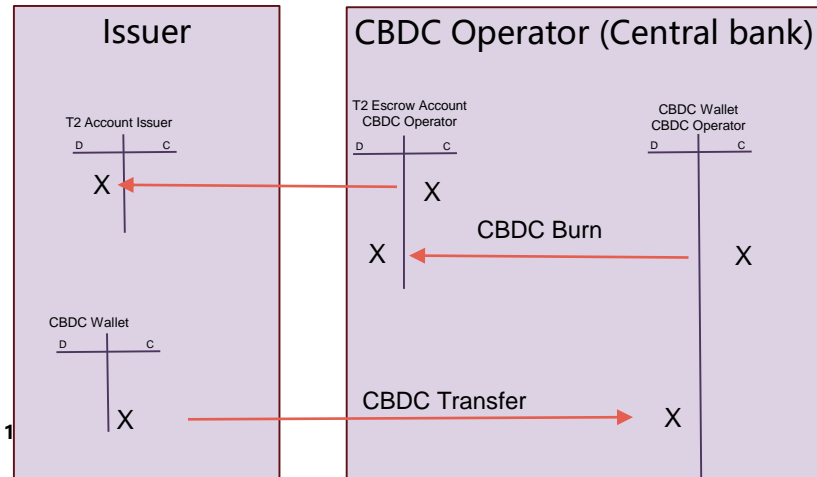 Issuer
CBDC Operator (Central bank)
T2 Account Issuer
D C
X
T2 Escrow Account
CBDC Operator
D C
X
X
CBDC Wallet
CBDC Operator
D C
X
CBDC Burn
CBDC Wallet
D C
X
CBDC Transfer
X
1